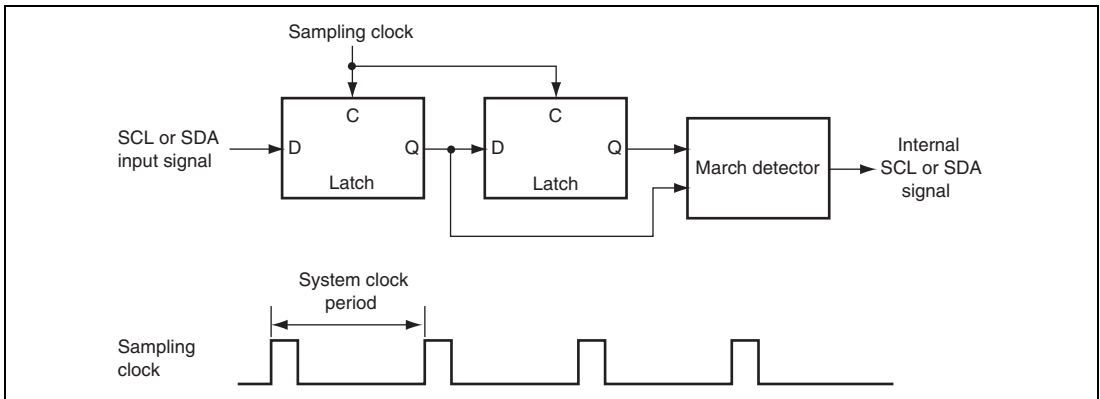 Sampling clock
C
C
SCL or SDA
input signal
D
Q
D
Q
Latch
Latch
March detector
Internal
SCL or SDA
signal
System clock
period
Sampling
clock